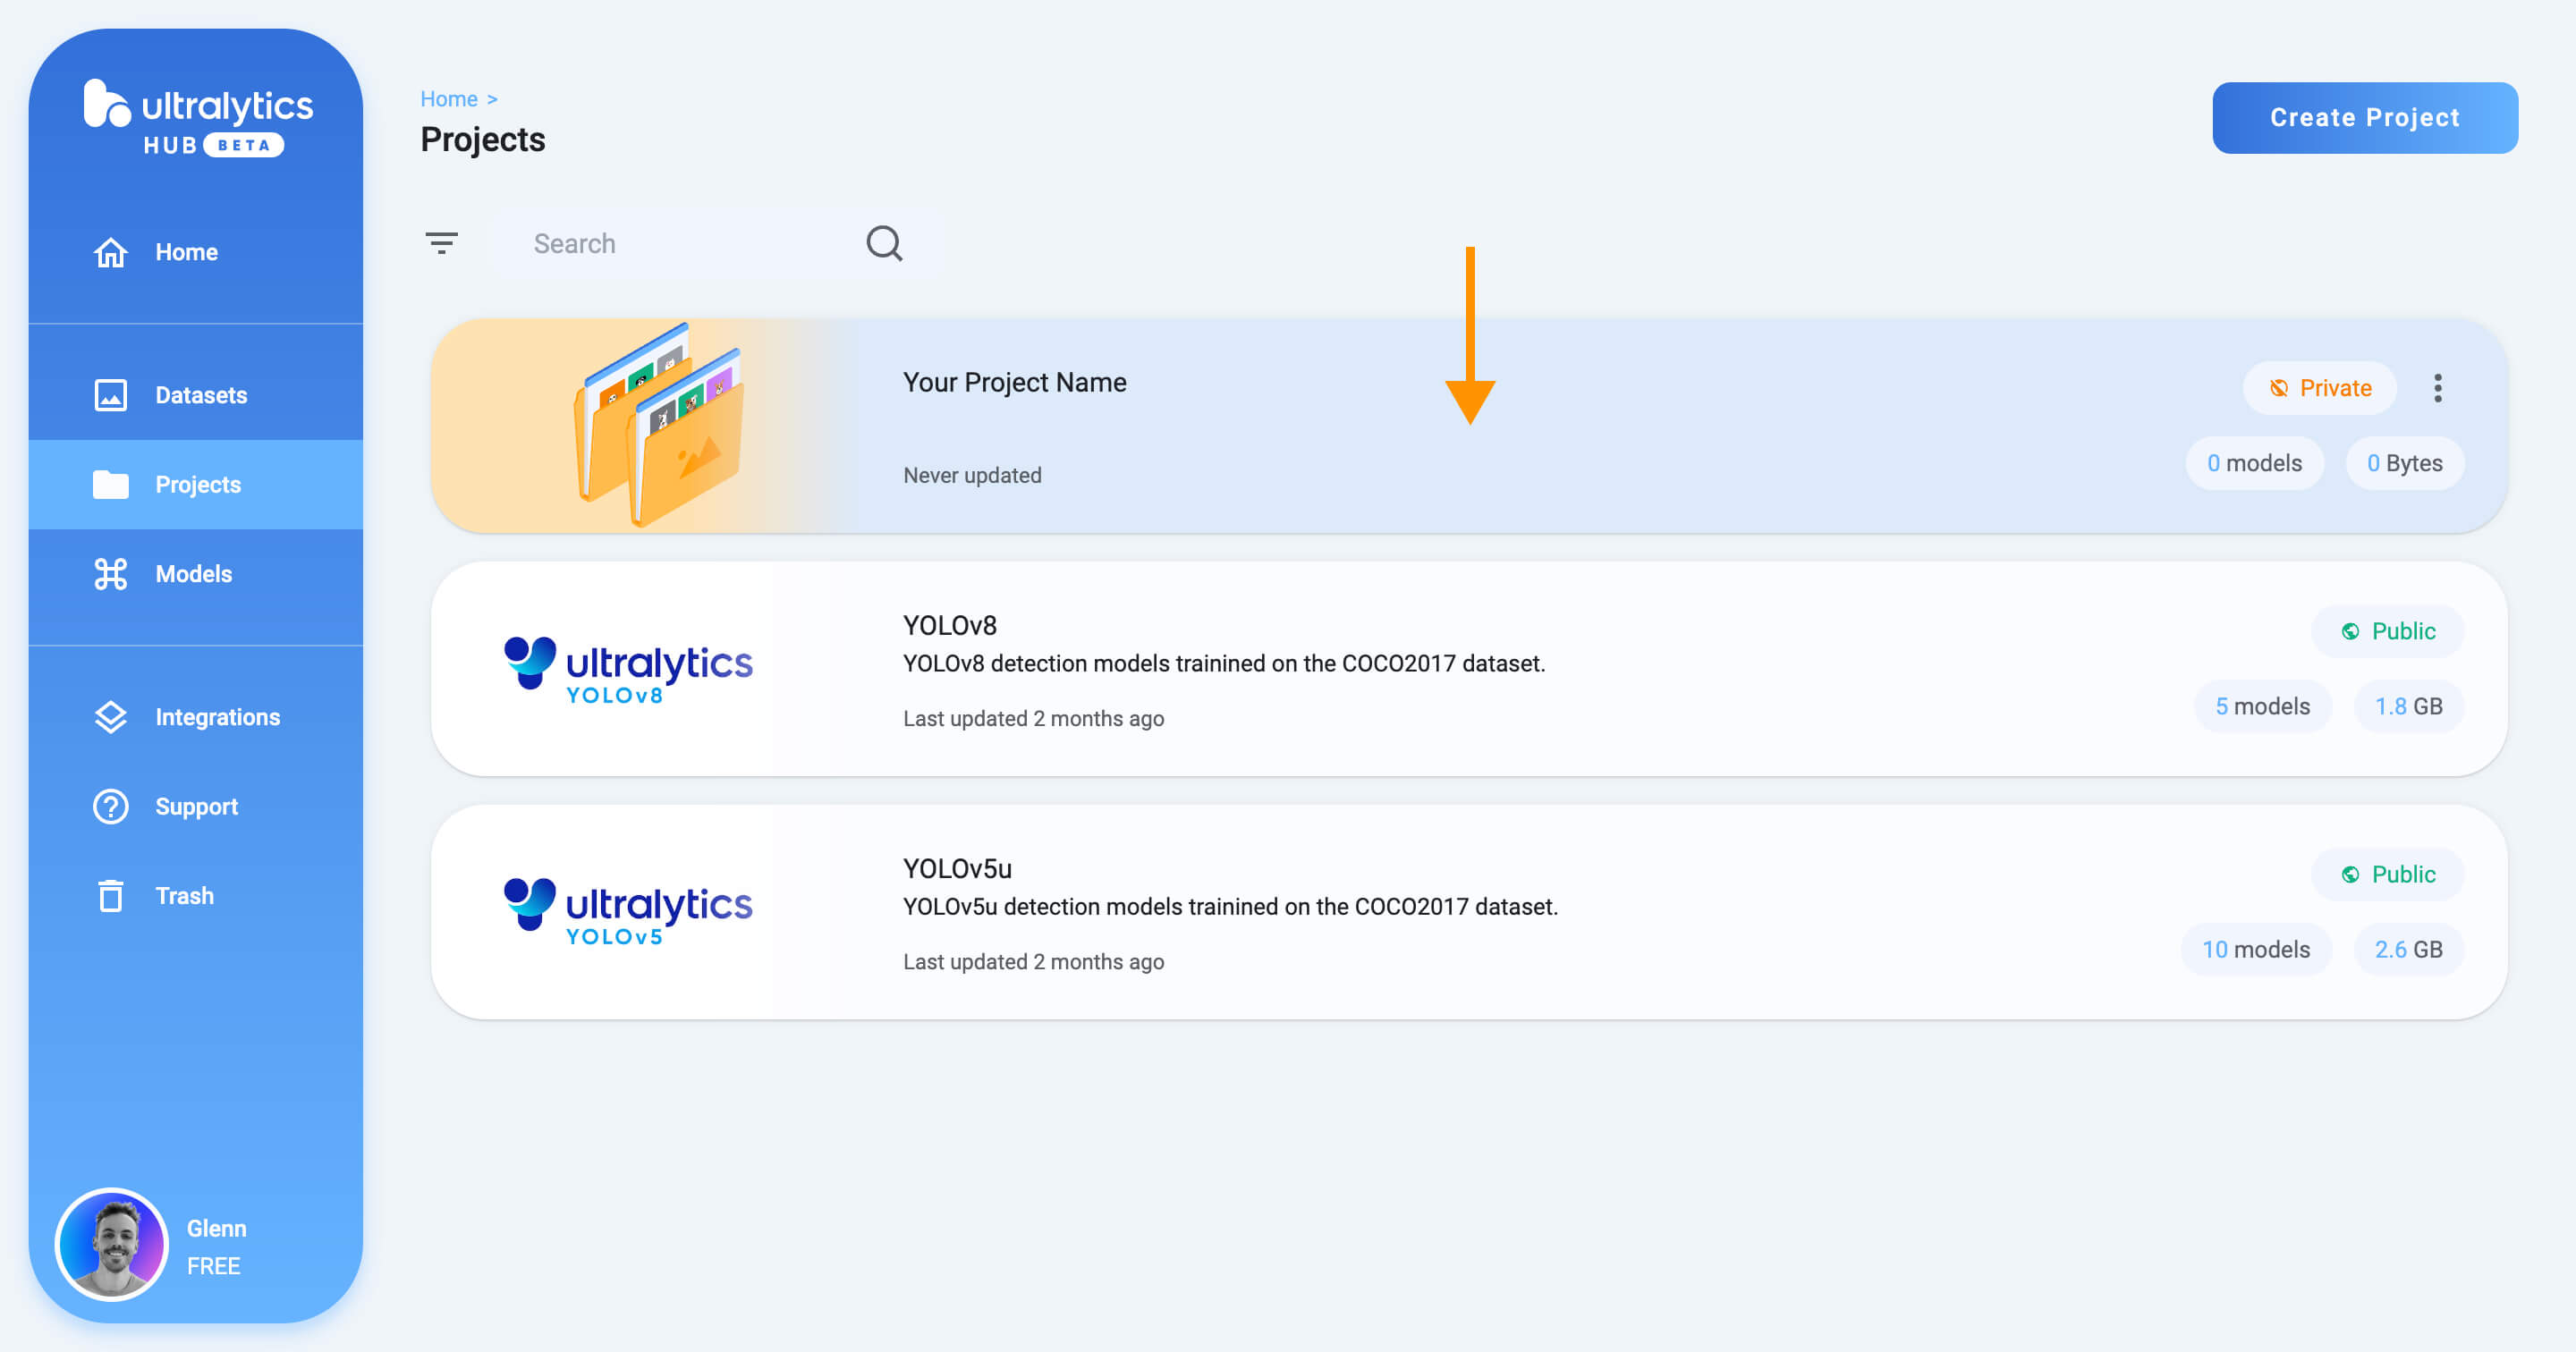 ultralytics
HUB BETA
Home
Datasets
Projects
Models
Integrations
Support
Trash
Glenn
FREE
Home >
Projects
Create Project
Search
Your Project Name
Never updated
Private
0 models
0 Bytes
ultralytics
YOLOv8
YOLOv8
YOLOv8 detection models trainined on the COCO2017 dataset.
Last updated 2 months ago
Public
5 models
1.8 GB
ultralytics
YOLOv5
YOLOv5u
YOLOv5u detection models trainined on the COCO2017 dataset.
Last updated 2 months ago
Public
10 models
2.6 GB